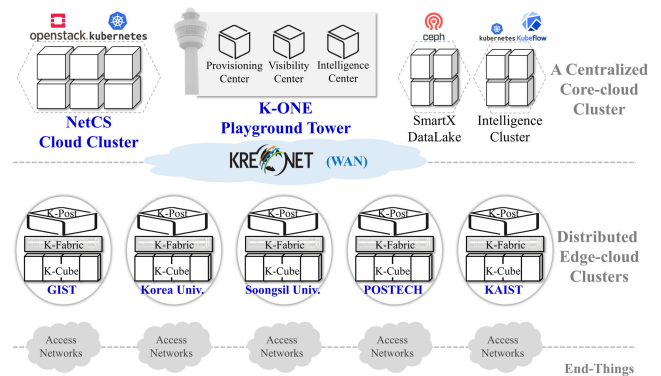 openstack. kubernetes
Provisioning Center
Visibility Center
Intelligence Center
ceph
kubernetes Kubeflow
NetCS
Cloud Cluster
K-ONE
Playground Tower
SmartX
DataLake
Intelligence
Cluster
A Centralized
Core-cloud
Cluster
KREONET (WAN)
K-Post
K-Fabric
K-Cube
GIST
K-Post
K-Fabric
K-Cube
Korea Univ.
K-Post
K-Fabric
K-Cube
Soongsil Univ.
K-Post
K-Fabric
K-Cube
POSTECH
K-Post
K-Fabric
K-Cube
KAIST
Distributed
Edge-cloud
Clusters
Access
Networks
Access
Networks
Access
Networks
Access
Networks
Access
Networks
End-Things